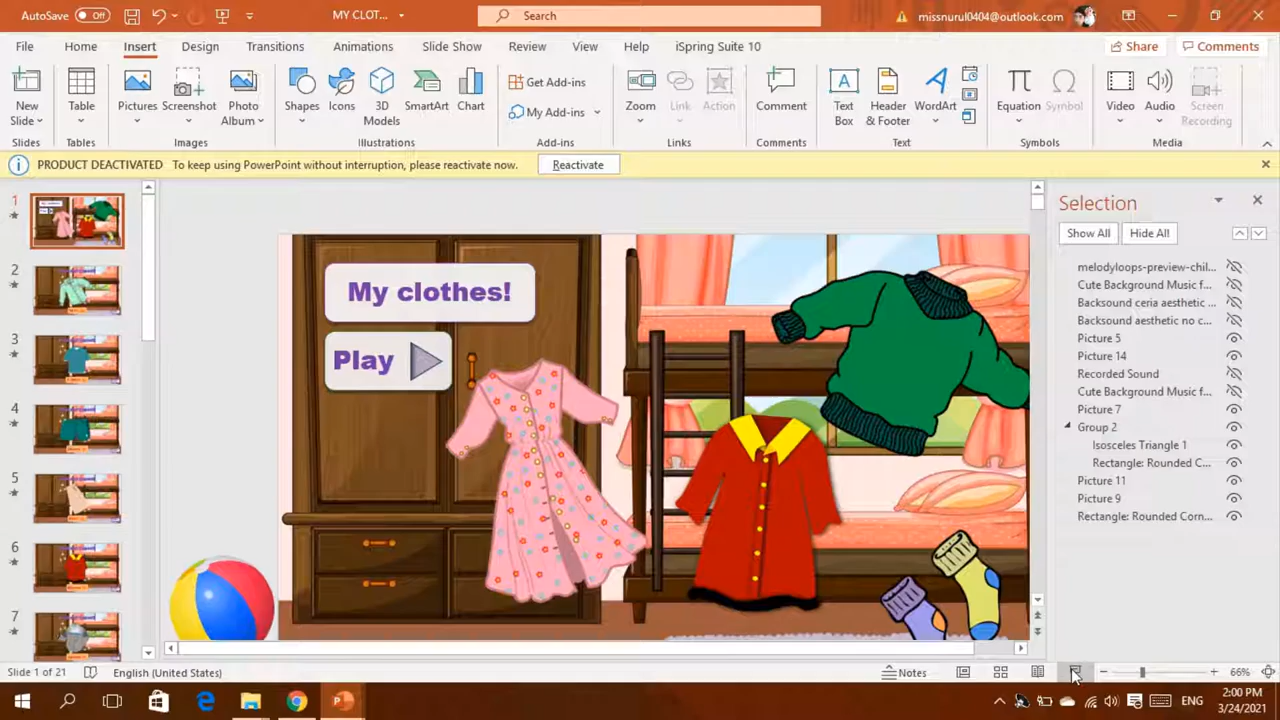 AutoSave Off MY CLOT... Search missnurul0404@outlook.com
File Home Insert Design Transitions Animations Slide Show Review View Help iSpring Suite 10 Share Comments
New Slide Table Pictures Screenshot Photo Album Shapes Icons 3D Models SmartArt Chart Get Add-ins My Add-ins Zoom Link Action Comment Text Box Header & Footer WordArt Equation Symbol Video Audio Screen Recording
Slides Tables Images Illustrations Add-ins Links Comments Text Symbols Media
PRODUCT DEACTIVATED To keep using PowerPoint without interruption, please reactivate now. Reactivate
Selection
Show All Hide All
melodyloops-preview-chil...
Cute Background Music f...
Backsound ceria aesthetic ...
Backsound aesthetic no c...
Picture 5
Picture 14
Recorded Sound
Cute Background Music f...
Picture 7
Group 2
Isosceles Triangle 1
Rectangle: Rounded C...
Picture 11
Picture 9
Rectangle: Rounded Corn...
1
2
3
4
5
6
7
My clothes!
Play
Slide 1 of 21 English (United States) Notes 66%
ENG 2:00 PM
3/24/2021